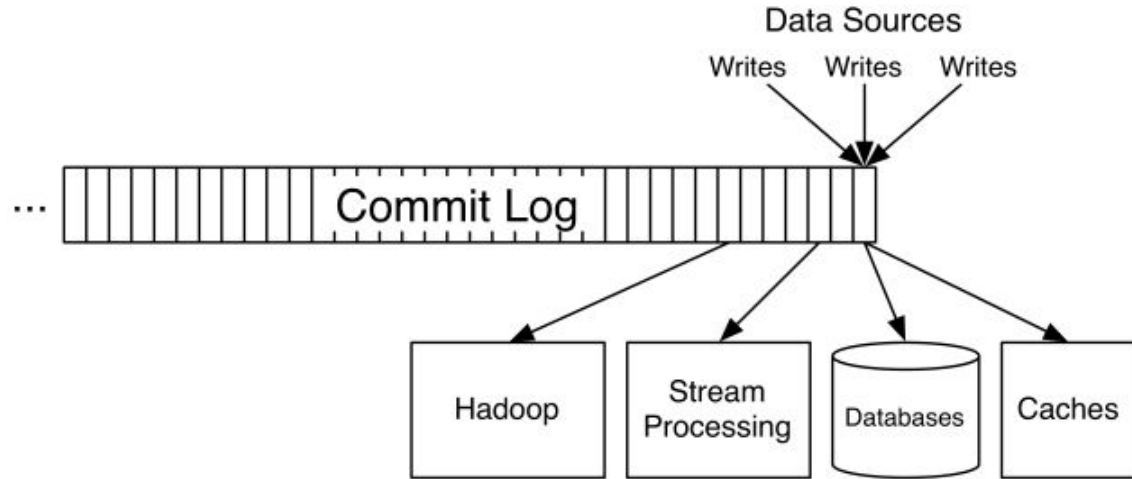 Data Sources
Writes Writes Writes
...
Commit Log
Hadoop
Stream
Processing
Databases
Caches